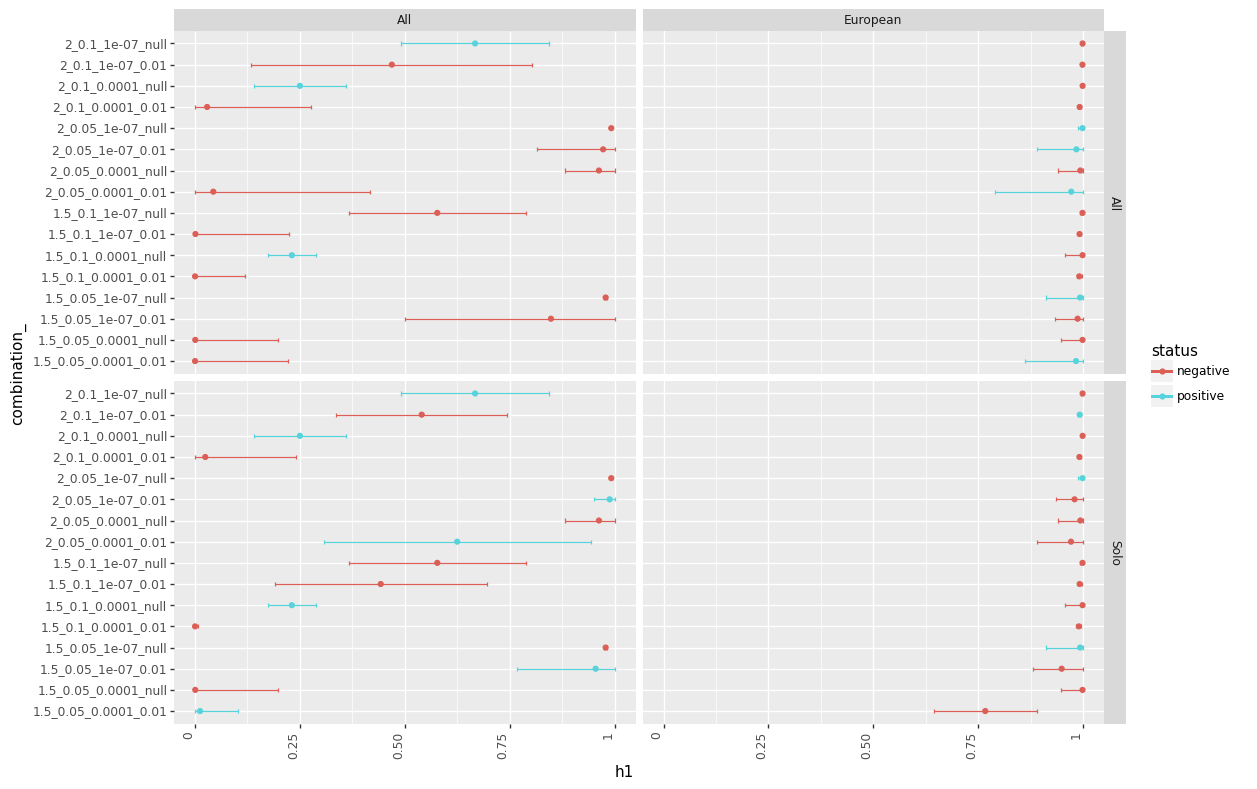 All
European
2_0.1_1e-07_null
2_0.1_1e-07_0.01
2_0.1_0.0001_null
2_0.1_0.0001_0.01
2_0.05_1e-07_null
2_0.05_1e-07_0.01
2_0.05_0.0001_null
2_0.05_0.0001_0.01
1.5_0.1_1e-07_null
1.5_0.1_1e-07_0.01
1.5_0.1_0.0001_null
1.5_0.1_0.0001_0.01
1.5_0.05_1e-07_null
1.5_0.05_1e-07_0.01
1.5_0.05_0.0001_null
1.5_0.05_0.0001_0.01
All
combination_
2_0.1_1e-07_null
2_0.1_1e-07_0.01
2_0.1_0.0001_null
2_0.1_0.0001_0.01
2_0.05_1e-07_null
2_0.05_1e-07_0.01
2_0.05_0.0001_null
2_0.05_0.0001_0.01
1.5_0.1_1e-07_null
1.5_0.1_1e-07_0.01
1.5_0.1_0.0001_null
1.5_0.1_0.0001_0.01
1.5_0.05_1e-07_null
1.5_0.05_1e-07_0.01
1.5_0.05_0.0001_null
1.5_0.05_0.0001_0.01
Solo
0
0.25
0.50
0.75
1
0
0.25
0.50
0.75
1
h1
status
negative
positive